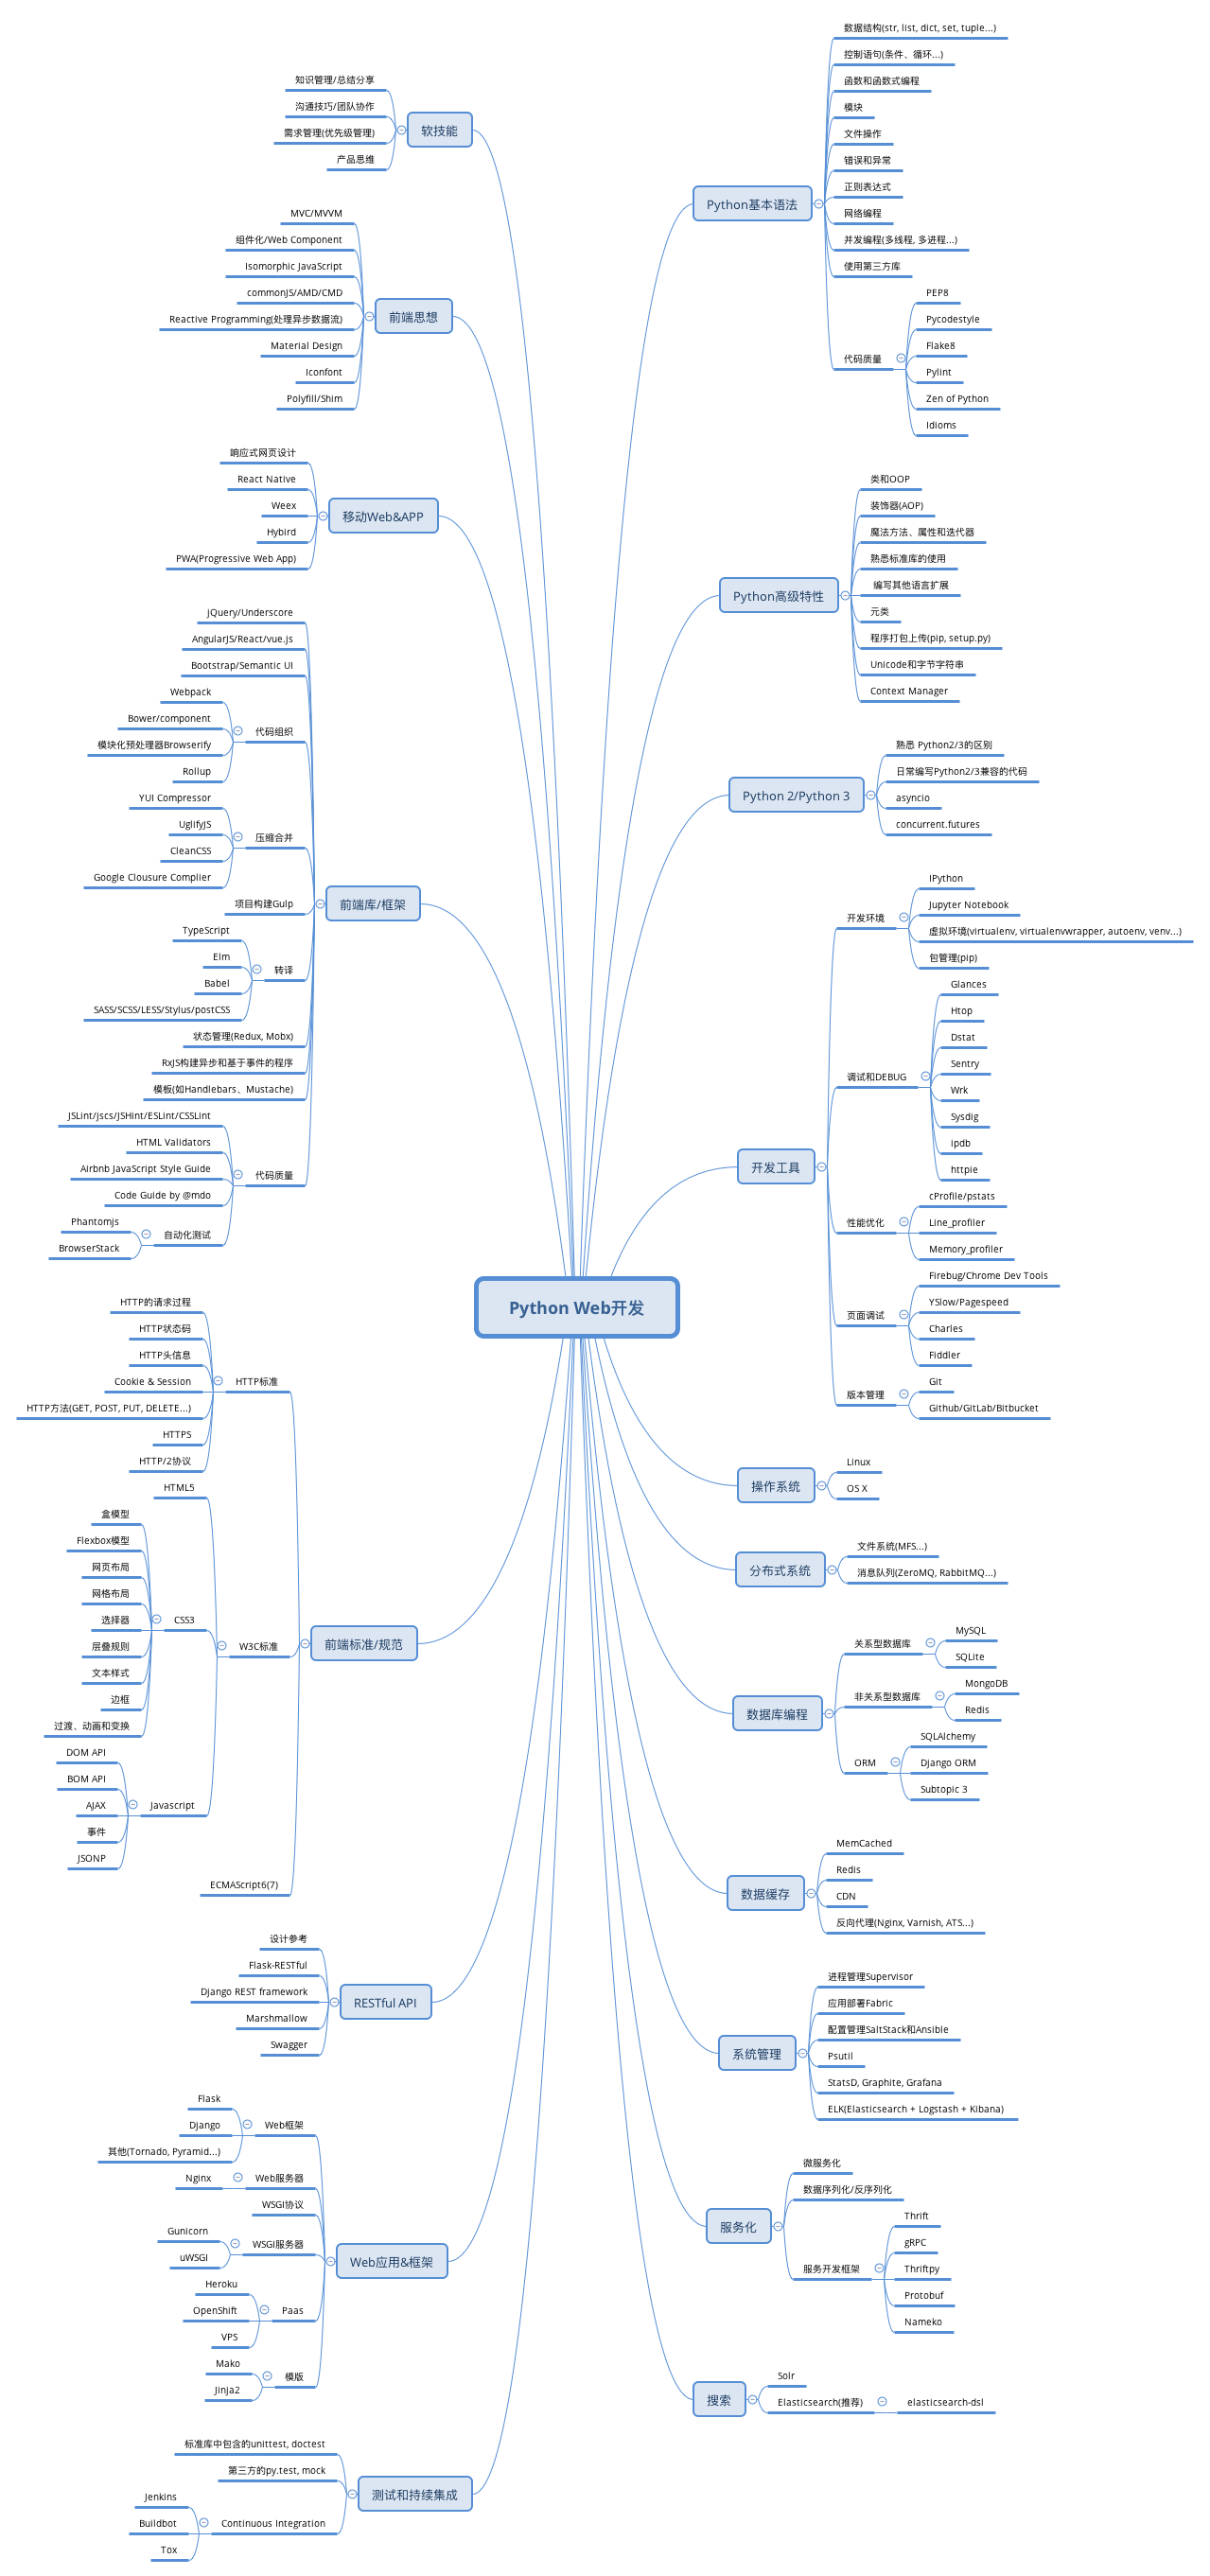 Python Web开发
Python基本语法
数据结构(str, list, dict, set, tuple...)
控制语句(条件、循环...)
函数和函数式编程
模块
文件操作
错误和异常
正则表达式
网络编程
并发编程(多线程, 多进程...)
使用第三方库
代码质量
PEP8
Pycodestyle
Flake8
Pylint
Zen of Python
Idioms
Python高级特性
类和OOP
装饰器(AOP)
魔法方法、属性和迭代器
熟悉标准库的使用
编写其他语言扩展
元类
程序打包上传(pip, setup.py)
Unicode和字节字符串
Context Manager
Python 2/Python 3
熟悉 Python2/3的区别
日常编写Python2/3兼容的代码
asyncio
concurrent.futures
开发工具
开发环境
IPython
Jupyter Notebook
虚拟环境(virtualenv, virtualenvwrapper, autoenv, venv...)
包管理(pip)
调试和DEBUG
Glances
Htop
Dstat
Sentry
Wrk
Sysdig
ipdb
httpie
性能优化
cProfile/pstats
Line_profiler
Memory_profiler
页面调试
Firebug/Chrome Dev Tools
YSlow/Pagespeed
Charles
Fiddler
版本管理
Git
Github/GitLab/Bitbucket
操作系统
Linux
OS X
分布式系统
文件系统(MFS...)
消息队列(ZeroMQ, RabbitMQ...)
数据库编程
关系型数据库
MySQL
SQLite
非关系型数据库
MongoDB
Redis
ORM
SQLAlchemy
Django ORM
Subtopic 3
数据缓存
MemCached
Redis
CDN
反向代理(Nginx, Varnish, ATS...)
系统管理
进程管理Supervisor
应用部署Fabric
配置管理SaltStack和Ansible
Psutil
StatsD, Graphite, Grafana
ELK(Elasticsearch + Logstash + Kibana)
服务化
微服务化
数据序列化/反序列化
服务开发框架
Thrift
gRPC
Thriftpy
Protobuf
Nameko
搜索
Solr
Elasticsearch(推荐)
elasticsearch-dsl
软技能
知识管理/总结分享
沟通技巧/团队协作
需求管理(优先级管理)
产品思维
前端思想
MVC/MVVM
组件化/Web Component
Isomorphic JavaScript
commonJS/AMD/CMD
Reactive Programming(处理异步数据流)
Material Design
Iconfont
Polyfill/Shim
移动Web&APP
响应式网页设计
React Native
Weex
Hybird
PWA(Progressive Web App)
前端库/框架
jQuery/Underscore
AngularJS/React/vue.js
Bootstrap/Semantic UI
代码组织
Webpack
Bower/component
模块化预处理器Browserify
Rollup
压缩合并
YUI Compressor
UglifyJS
CleanCSS
Google Clousure Complier
项目构建Gulp
转译
TypeScript
Elm
Babel
SASS/SCSS/LESS/Stylus/postCSS
状态管理(Redux, Mobx)
RxJS构建异步和基于事件的程序
模板(如Handlebars、Mustache)
代码质量
JSLint/jscs/JSHint/ESLint/CSSLint
HTML Validators
Airbnb JavaScript Style Guide
Code Guide by @mdo
自动化测试
Phantomjs
BrowserStack
前端标准/规范
HTTP标准
HTTP的请求过程
HTTP状态码
HTTP头信息
Cookie & Session
HTTP方法(GET, POST, PUT, DELETE...)
HTTPS
HTTP/2协议
W3C标准
HTML5
CSS3
盒模型
Flexbox模型
网页布局
网格布局
选择器
层叠规则
文本样式
边框
过渡、动画和变换
Javascript
DOM API
BOM API
AJAX
事件
JSONP
ECMAScript6(7)
RESTful API
设计参考
Flask-RESTful
Django REST framework
Marshmallow
Swagger
Web应用&框架
Web框架
Flask
Django
其他(Tornado, Pyramid...)
Web服务器
Nginx
WSGI协议
WSGI服务器
Gunicorn
uWSGI
Paas
Heroku
OpenShift
VPS
模版
Mako
Jinja2
测试和持续集成
标准库中包含的unittest, doctest
第三方的py.test, mock
Continuous Integration
Jenkins
Buildbot
Tox